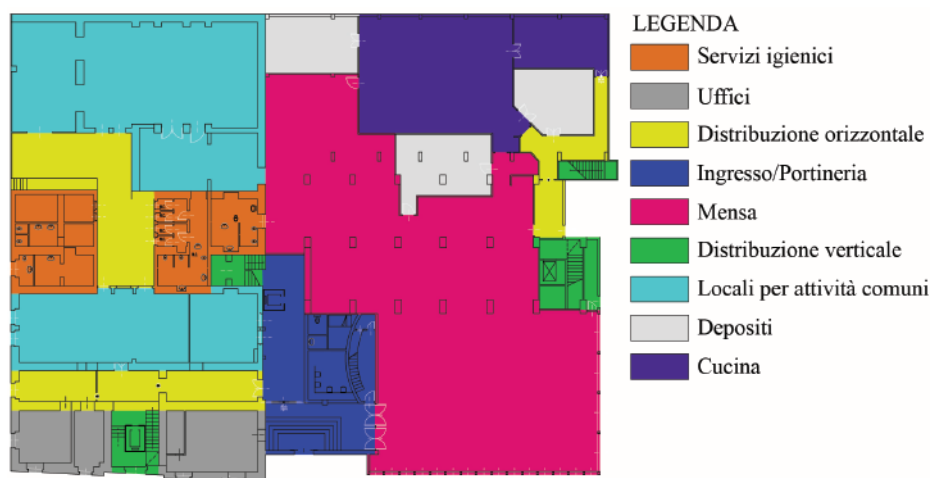 LEGENDA
Servizi igienici
Uffici
Distribuzione orizzontale
Ingresso/Portineria
Mensa
Distribuzione verticale
Locali per attività comuni
Depositi
Cucina